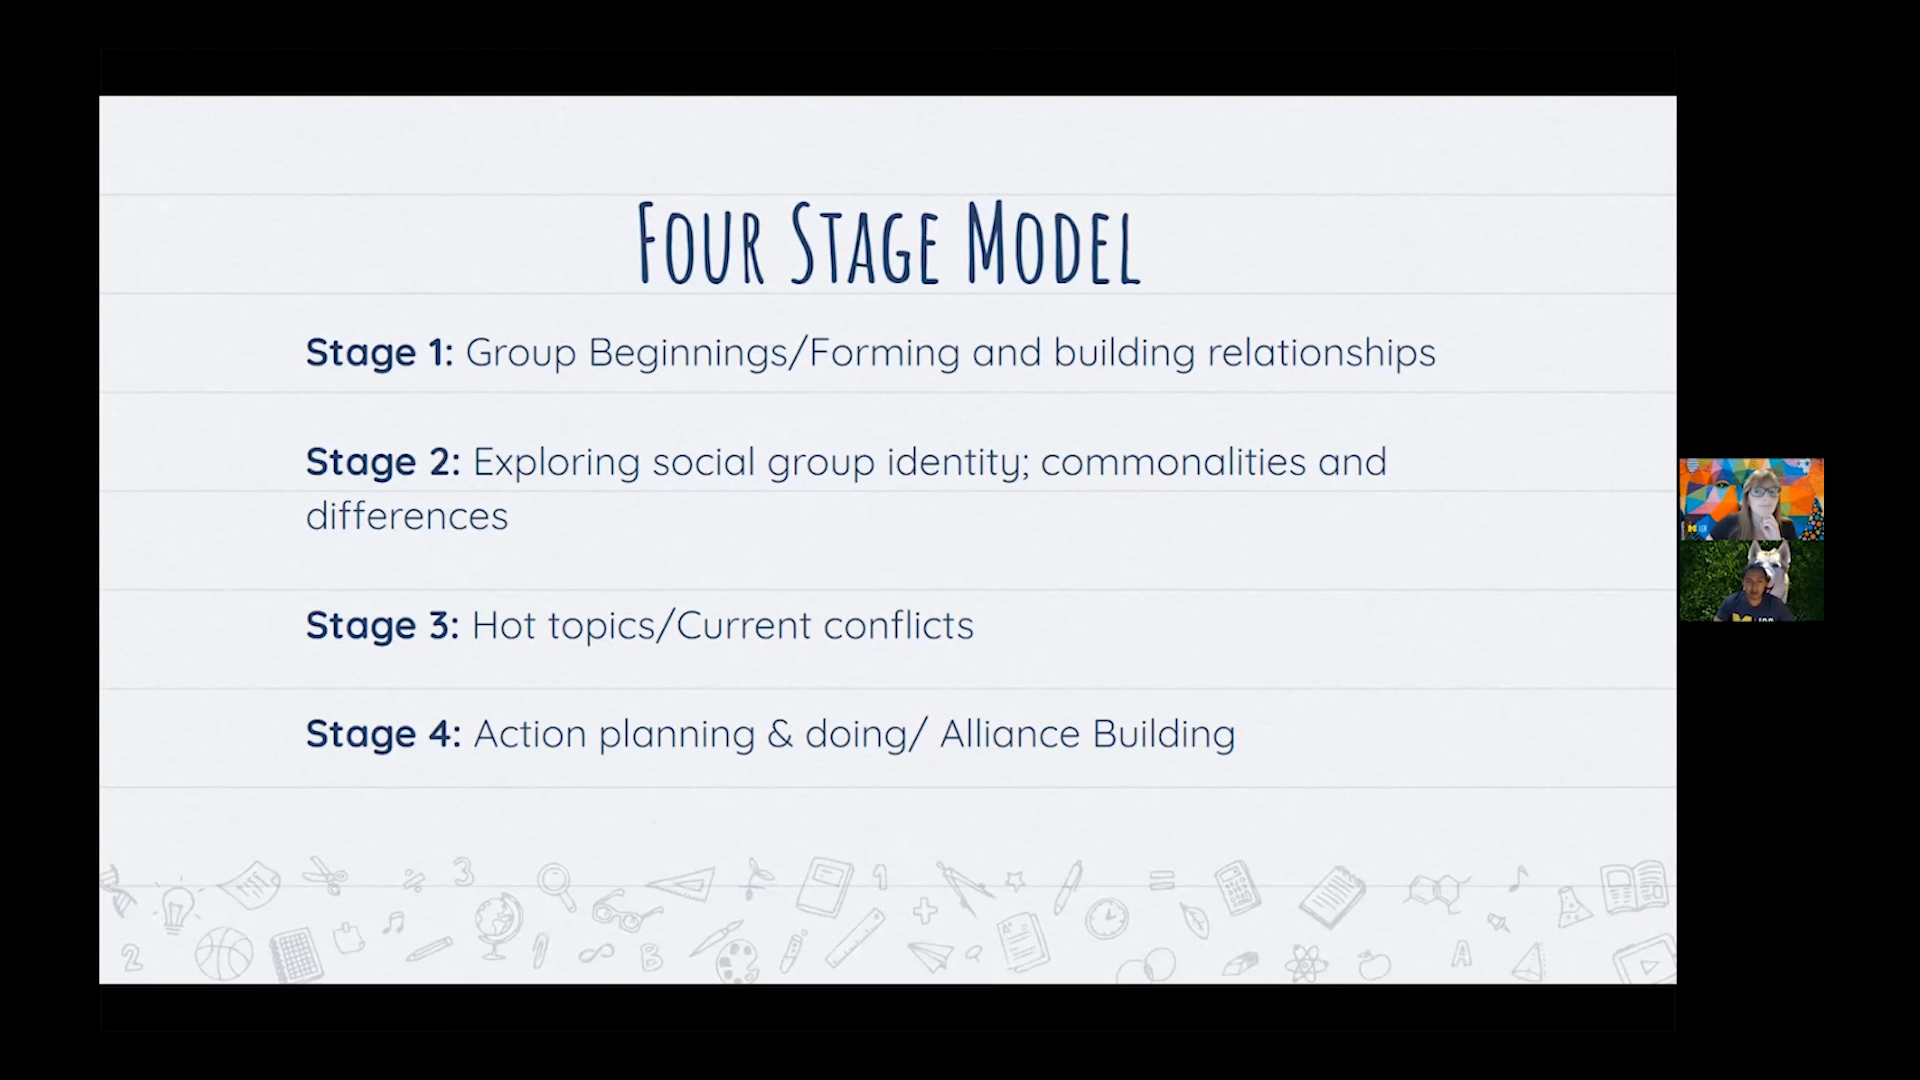 Four Stage Model
Stage 1: Group Beginnings/Forming and building relationships
Stage 2: Exploring social group identity; commonalities and
differences
Stage 3: Hot topics/Current conflicts
Stage 4: Action planning & doing/ Alliance Building